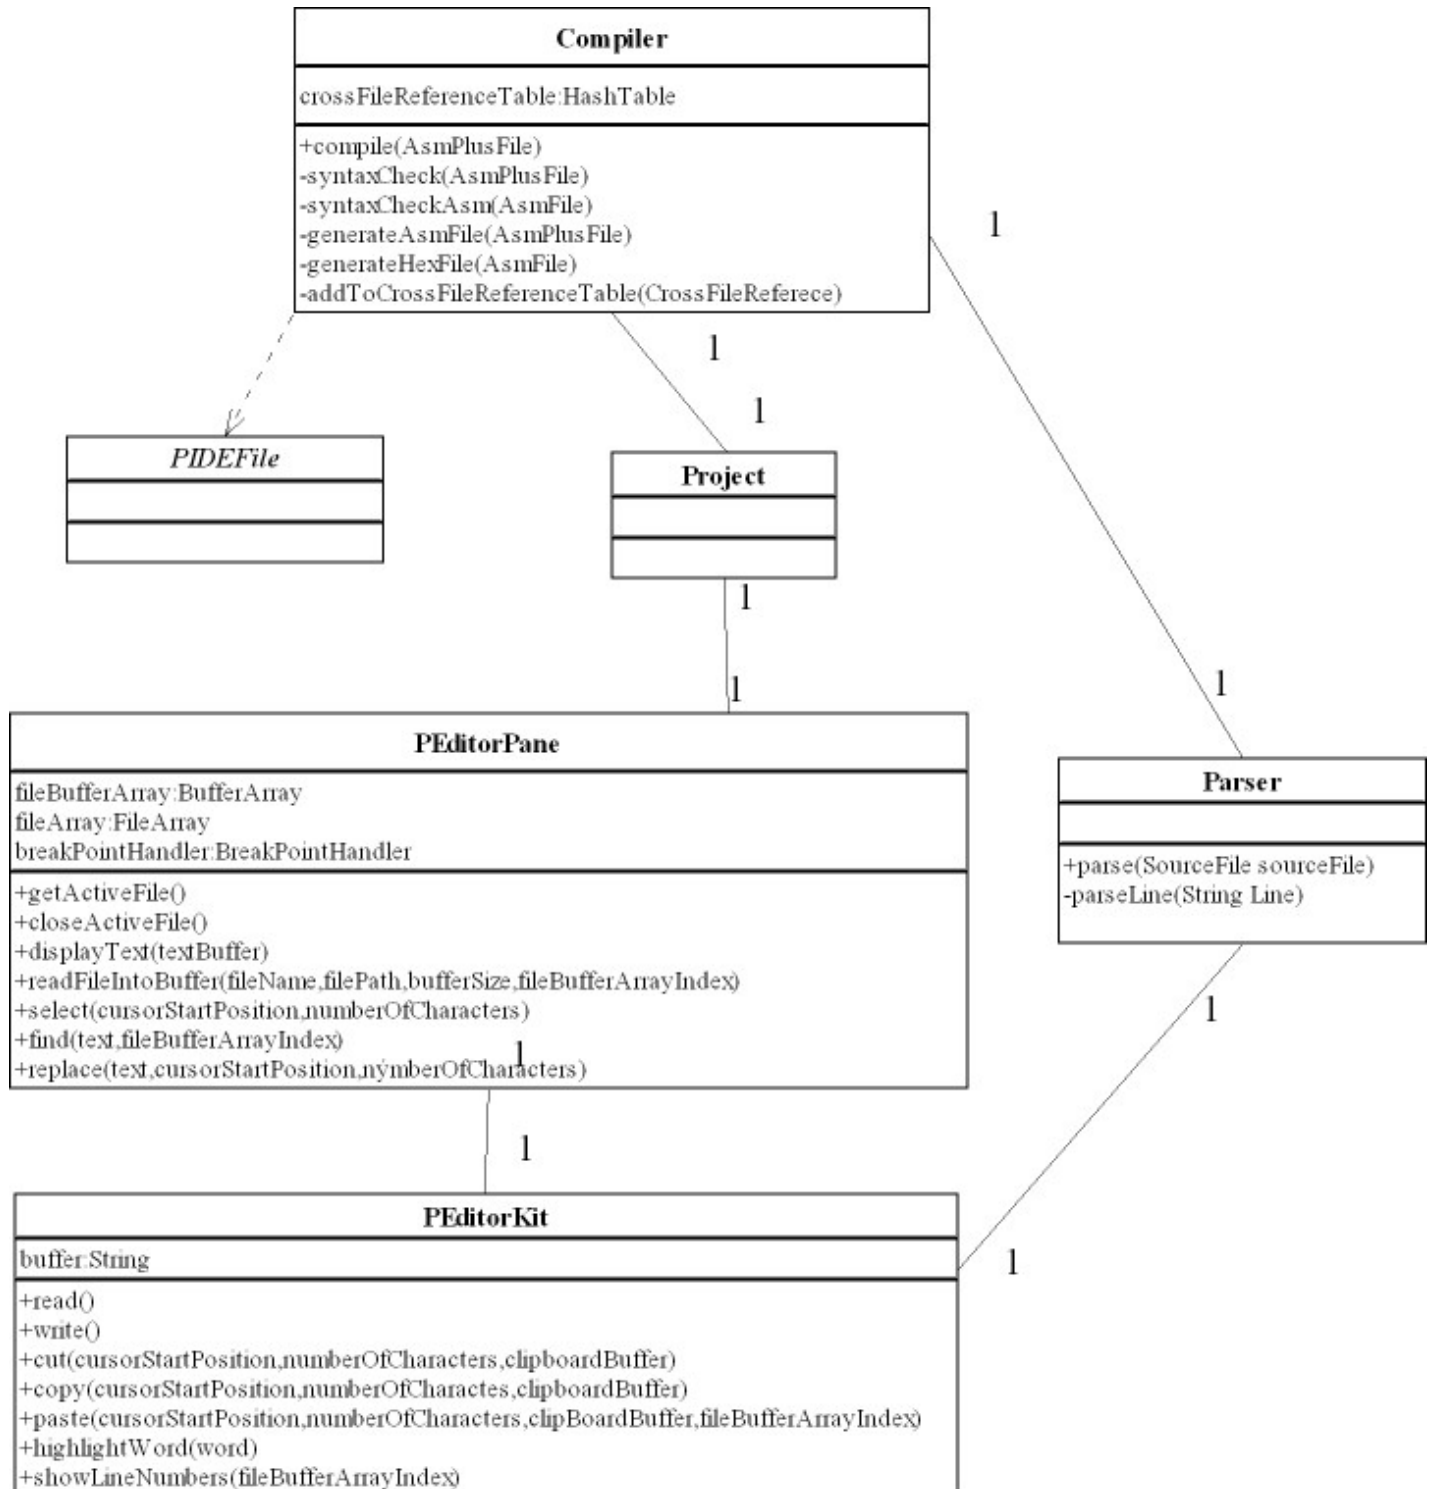 Compiler
crossFileReferenceTable:HashTable
+compile(AsmPlusFile)
-syntaxCheck(AsmPlusFile)
-syntaxCheckAsm(AsmFile)
-generateAsmFile(AsmPlusFile)
-generateHexFile(AsmFile)
-addToCrossFileReferenceTable(CrossFileReferece)
1
1
1
PIDEFile
Project
1
1
1
PEditorPane
fileBufferArray:BufferArray
fileArray:FileArray
breakPointHandler:BreakPointHandler
+getActiveFile()
+closeActiveFile()
+displayText(textBuffer)
+readFileIntoBuffer(fileName,filePath,bufferSize,fileBufferArrayIndex)
+select(cursorStartPosition,numberOfCharacters)
+find(text,fileBufferArrayIndex)
1
+replace(text,cursorStartPosition,nymberOfCharacters)
Parser
+parse(SourceFile sourceFile)
-parseLine(String Line)
1
1
1
PEditorKit
buffer:String
+read()
+write()
+cut(cursorStartPosition,numberOfCharacters,clipboardBuffer)
+copy(cursorStartPosition,numberOfCharactes,clipboardBuffer)
+paste(cursorStartPosition,numberOfCharacters,clipBoardBuffer,fileBufferArrayIndex)
+highlightWord(word)
+showLineNumbers(fileBufferArrayIndex)